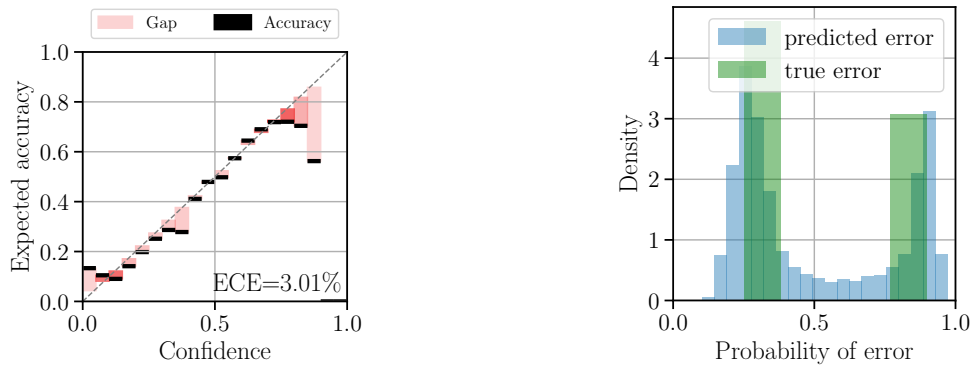 Gap Accuracy
1.0
0.8
0.6
0.4
0.2
0.0
Expected accuracy
ECE=3.01%
0.0 0.5 1.0
Confidence
predicted error
true error
4
3
2
1
0
Density
0.0 0.5 1.0
Probability of error